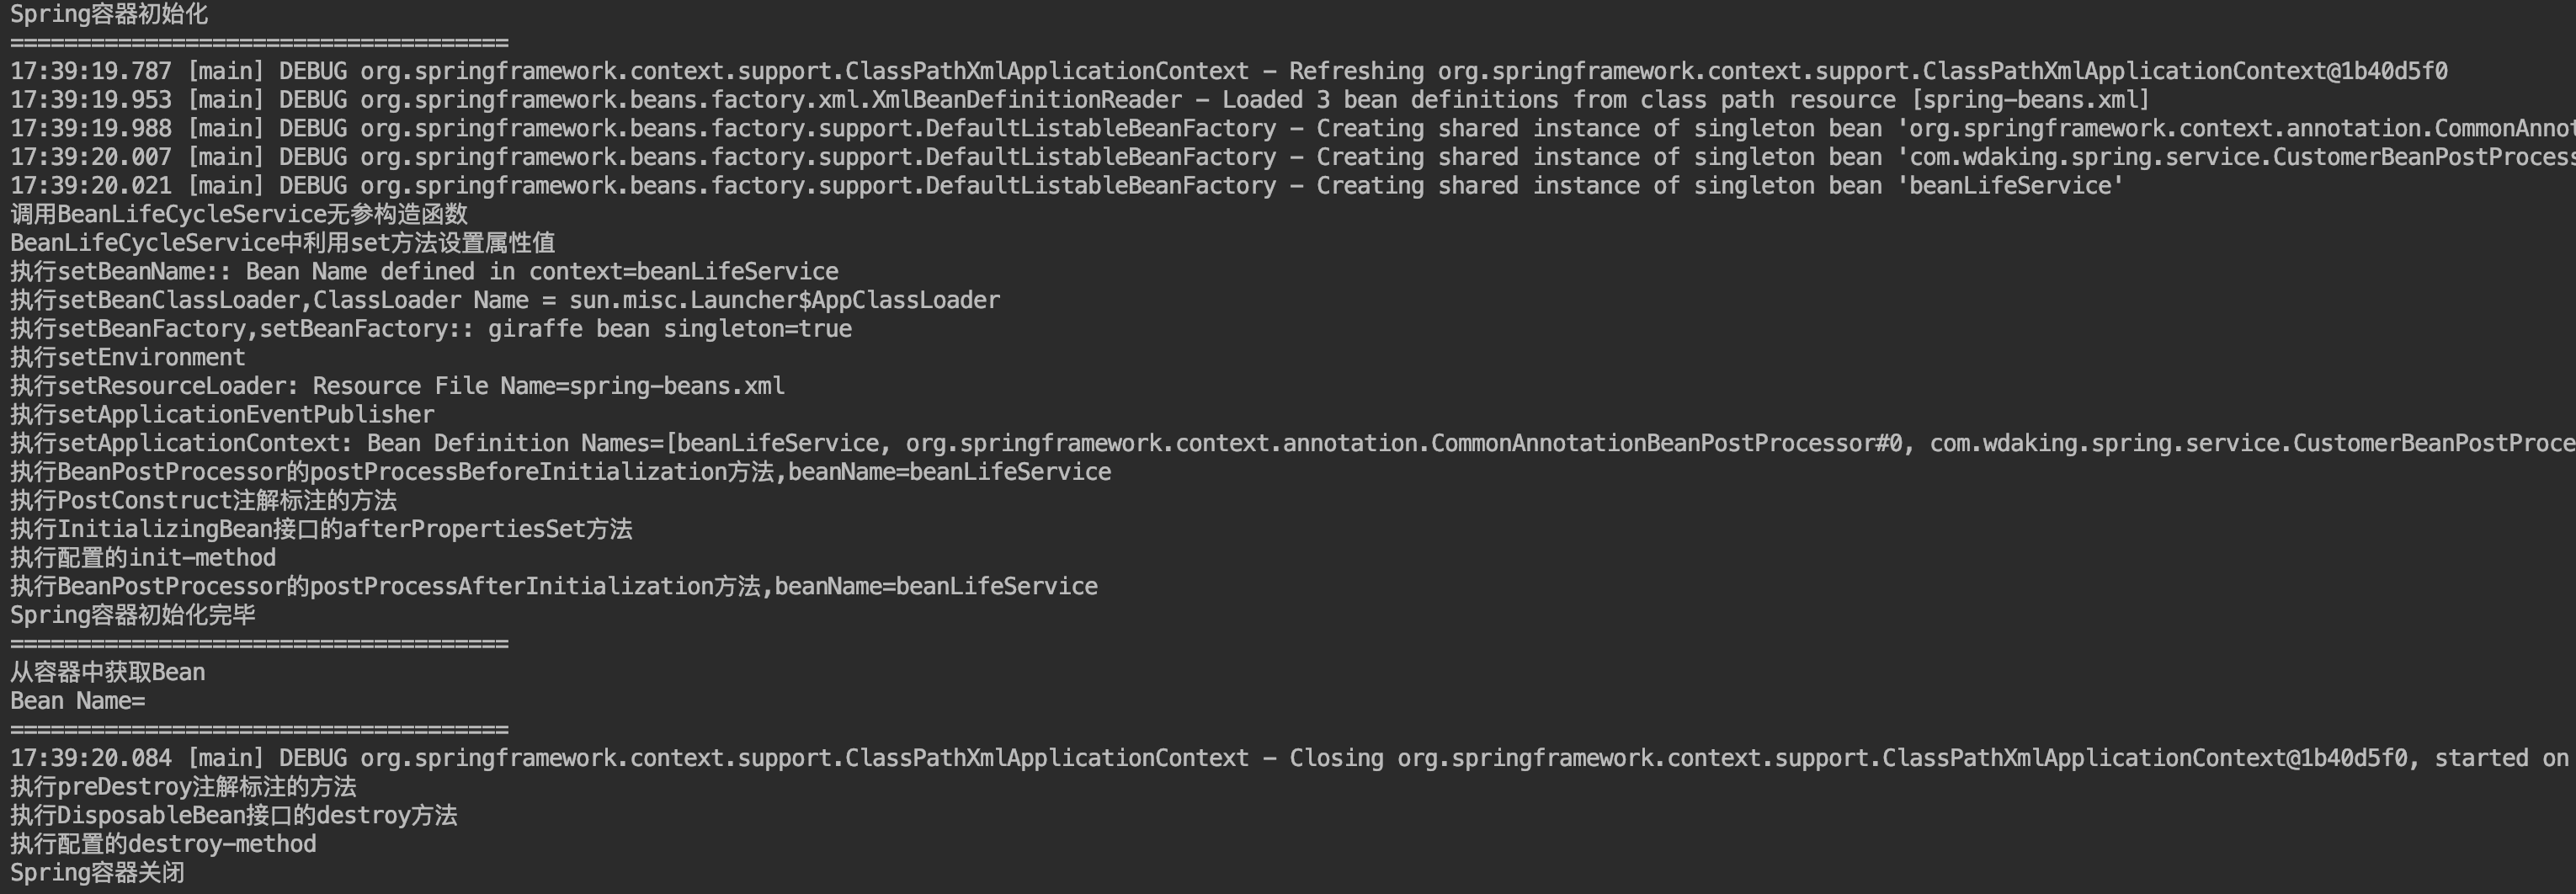 Spring容器初始化
=====================================
17:39:19.787 [main] DEBUG org.springframework.context.support.ClassPathXmlApplicationContext - Refreshing org.springframework.context.support.ClassPathXmlApplicationContext@1b40d5f0
17:39:19.953 [main] DEBUG org.springframework.beans.factory.xml.XmlBeanDefinitionReader - Loaded 3 bean definitions from class path resource [spring-beans.xml]
17:39:19.988 [main] DEBUG org.springframework.beans.factory.support.DefaultListableBeanFactory - Creating shared instance of singleton bean 'org.springframework.context.annotation.CommonAnnot
17:39:20.007 [main] DEBUG org.springframework.beans.factory.support.DefaultListableBeanFactory - Creating shared instance of singleton bean 'com.wdaking.spring.service.CustomerBeanPostProcess
17:39:20.021 [main] DEBUG org.springframework.beans.factory.support.DefaultListableBeanFactory - Creating shared instance of singleton bean 'beanLifeService'
调用BeanLifeCycleService无参构造函数
BeanLifeCycleService中利用set方法设置属性值
执行setBeanName:: Bean Name defined in context=beanLifeService
执行setBeanClassLoader,ClassLoader Name = sun.misc.Launcher$AppClassLoader
执行setBeanFactory,setBeanFactory:: giraffe bean singleton=true
执行setEnvironment
执行setResourceLoader: Resource File Name=spring-beans.xml
执行setApplicationEventPublisher
执行setApplicationContext: Bean Definition Names=[beanLifeService, org.springframework.context.annotation.CommonAnnotationBeanPostProcessor#0, com.wdaking.spring.service.CustomerBeanPostProce
执行BeanPostProcessor的postProcessBeforeInitialization方法,beanName=beanLifeService
执行PostConstruct注解标注的方法
执行InitializingBean接口的afterPropertiesSet方法
执行配置的init-method
执行BeanPostProcessor的postProcessAfterInitialization方法,beanName=beanLifeService
Spring容器初始化完毕
=====================================
从容器中获取Bean
Bean Name=
=====================================
17:39:20.084 [main] DEBUG org.springframework.context.support.ClassPathXmlApplicationContext - Closing org.springframework.context.support.ClassPathXmlApplicationContext@1b40d5f0, started on
执行preDestroy注解标注的方法
执行DisposableBean接口的destroy方法
执行配置的destroy-method
Spring容器关闭